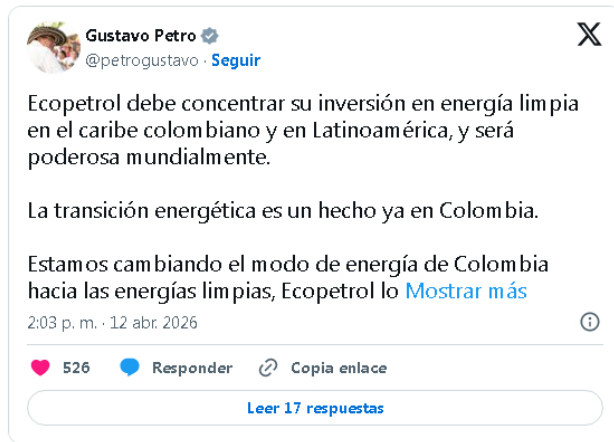 Gustavo Petro
@petrogustavo · Seguir
Ecopetrol debe concentrar su inversión en energía limpia
en el caribe colombiano y en Latinoamérica, y será
poderosa mundialmente.
La transición energética es un hecho ya en Colombia.
Estamos cambiando el modo de energía de Colombia
hacia las energías limpias, Ecopetrol lo Mostrar más
2:03 p. m. · 12 abr. 2026
526 Responder Copia enlace
Leer 17 respuestas